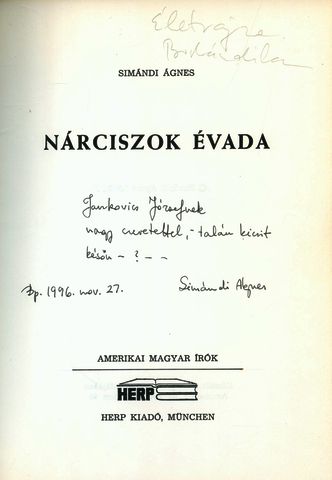 Életrajza
SIMÁNDI ÁGNES
NÁRCISZOK ÉVADA
Jankovics Józsefnek
nagy szeretettel, - talán kicsit
későn - ? - -
Bp. 1996. nov. 27.
Simándi Ágnes
AMERIKAI MAGYAR ÍRÓK
HERP
HERP KIADÓ, MÜNCHEN